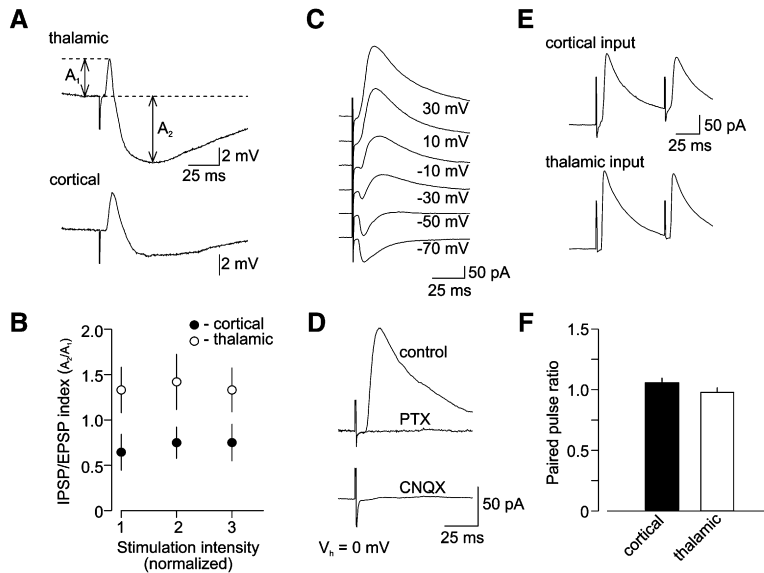 A
thalamic
A1
A2
2 mV
25 ms
cortical
2 mV
B
IPSP/EPSP index (A2/A1)
2.0
1.5
1.0
0.5
0
- cortical
- thalamic
1 2 3
Stimulation intensity
(normalized)
C
30 mV
10 mV
-10 mV
-30 mV
-50 mV
-70 mV
50 pA
25 ms
D
control
PTX
CNQX
50 pA
25 ms
Vh = 0 mV
E
cortical input
50 pA
25 ms
thalamic input
F
Paired pulse ratio
1.5
1.0
0.5
0
cortical
thalamic